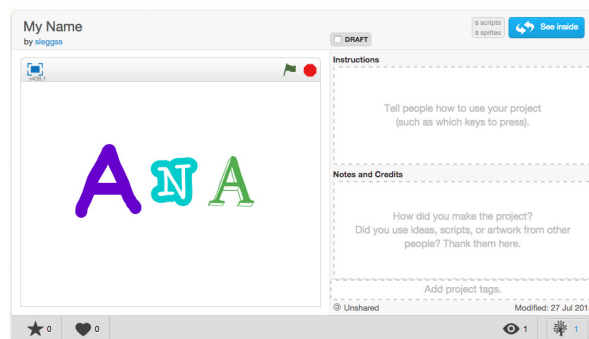 My Name
by sleggss
DRAFT
0 scripts
3 sprites
See inside
v438.1
ANA
Instructions
Tell people how to use your project
(such as which keys to press).
Notes and Credits
How did you make the project?
Did you use ideas, scripts, or artwork from other
people? Thank them here.
Add project tags.
Unshared
Modified: 27 Jul 201
0
0
1
1